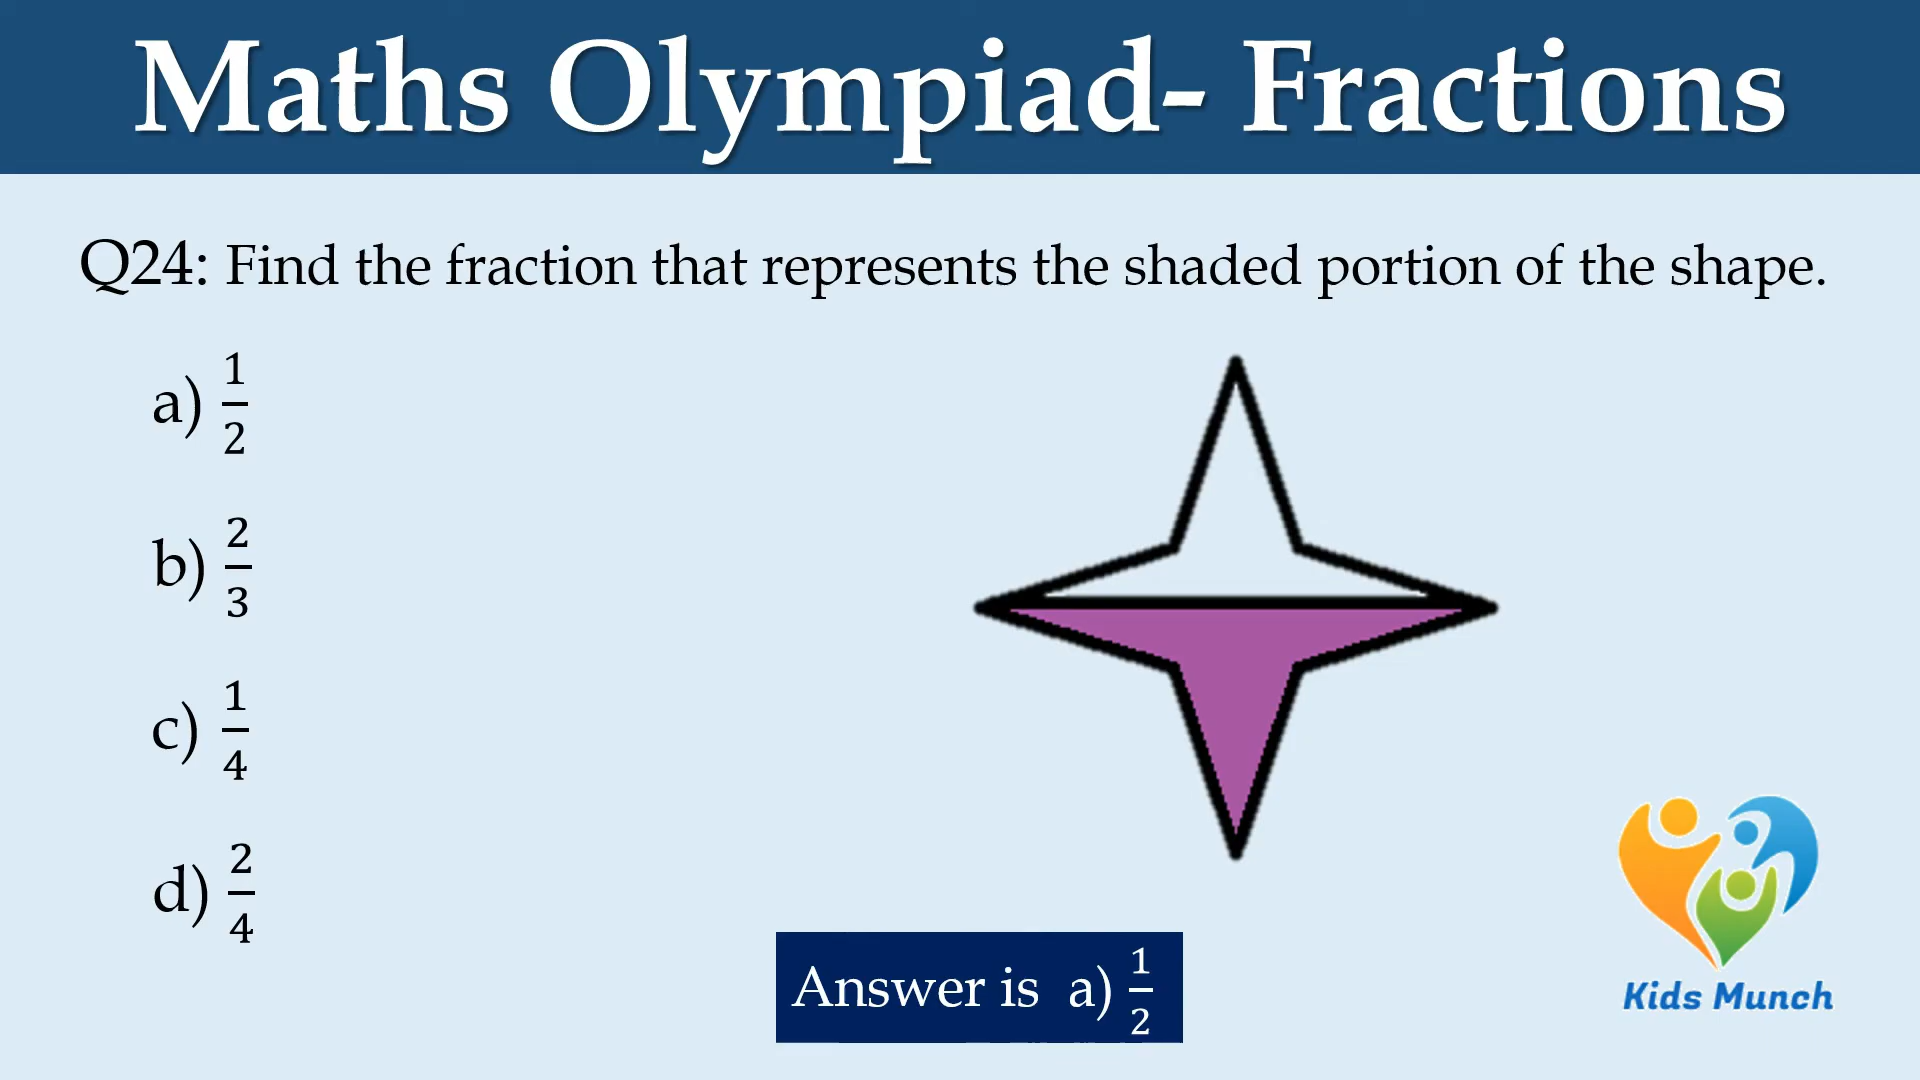 Maths Olympiad- Fractions
Q24: Find the fraction that represents the shaded portion of the shape.
a) 1/2
b) 2/3
c) 1/4
d) 2/4
Answer is a) 1/2
Kids Munch